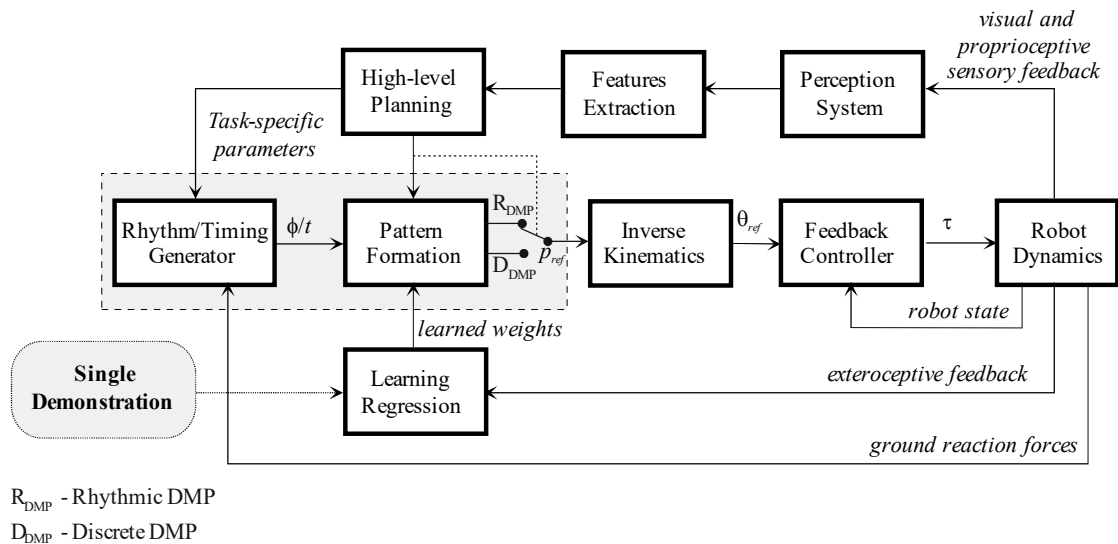 visual and
proprioceptive
sensory feedback
High-level
Planning
Features
Extraction
Perception
System
Task-specific
parameters
Rhythm/Timing
Generator
ϕ/t
Pattern
Formation
R_DMP
D_DMP
p_ref
Inverse
Kinematics
θ_ref
Feedback
Controller
τ
Robot
Dynamics
robot state
learned weights
Single
Demonstration
Learning
Regression
exteroceptive feedback
ground reaction forces
R_DMP - Rhythmic DMP
D_DMP - Discrete DMP